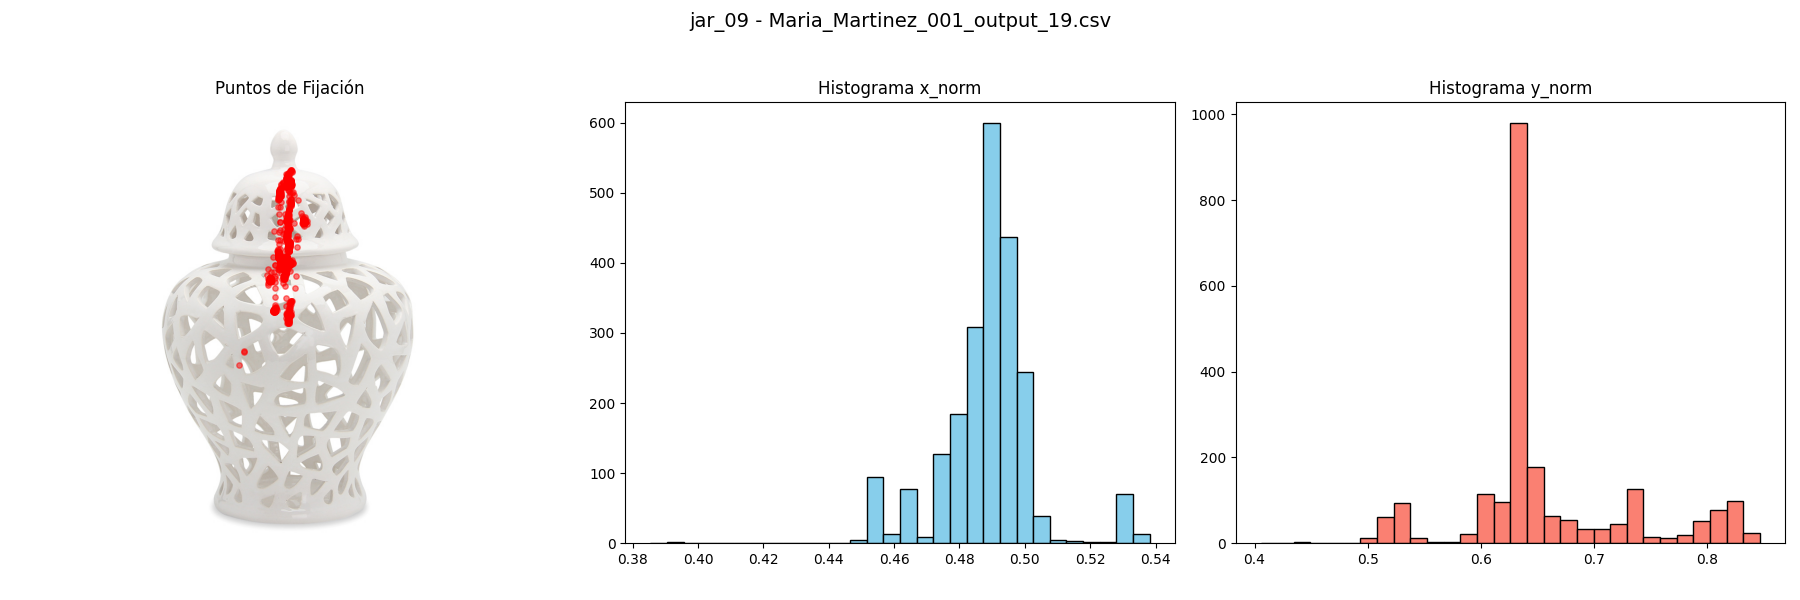 jar_09 - Maria_Martinez_001_output_19.csv
Puntos de Fijación
Histograma x_norm
600
500
400
300
200
100
0
0.38 0.40 0.42 0.44 0.46 0.48 0.50 0.52 0.54
Histograma y_norm
1000
800
600
400
200
0
0.4 0.5 0.6 0.7 0.8